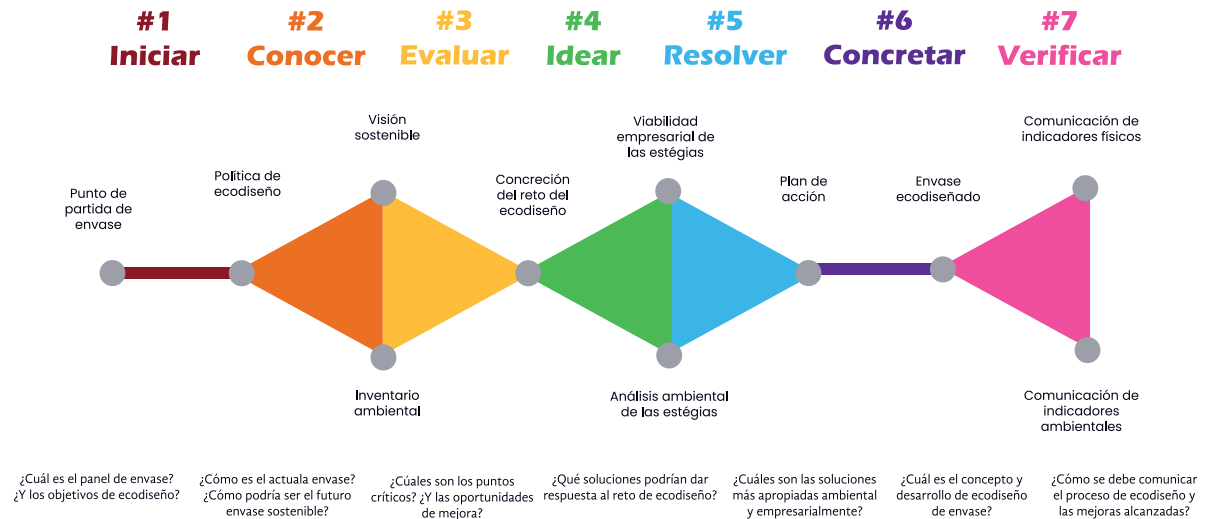 #1
Iniciar
#2
Conocer
#3
Evaluar
#4
Idear
#5
Resolver
#6
Concretar
#7
Verificar
Punto de
partida de
envase
Política de
ecodiseño
Visión
sostenible
Inventario
ambiental
Concreción
del reto del
ecodiseño
Viabilidad
empresarial de
las estégias
Análisis ambiental
de las estégias
Plan de
acción
Envase
ecodiseñado
Comunicación de
indicadores físicos
Comunicación de
indicadores
ambientales
¿Cuál es el panel de envase?
¿Y los objetivos de ecodiseño?
¿Cómo es el actuala envase?
¿Cómo podría ser el futuro
envase sostenible?
¿Cúales son los puntos
críticos? ¿Y las oportunidades
de mejora?
¿Qué soluciones podrían dar
respuesta al reto de ecodiseño?
¿Cuáles son las soluciones
más apropiadas ambiental
y empresarialmente?
¿Cuál es el concepto y
desarrollo de ecodiseño
de envase?
¿Cómo se debe comunicar
el proceso de ecodiseño y
las mejoras alcanzadas?